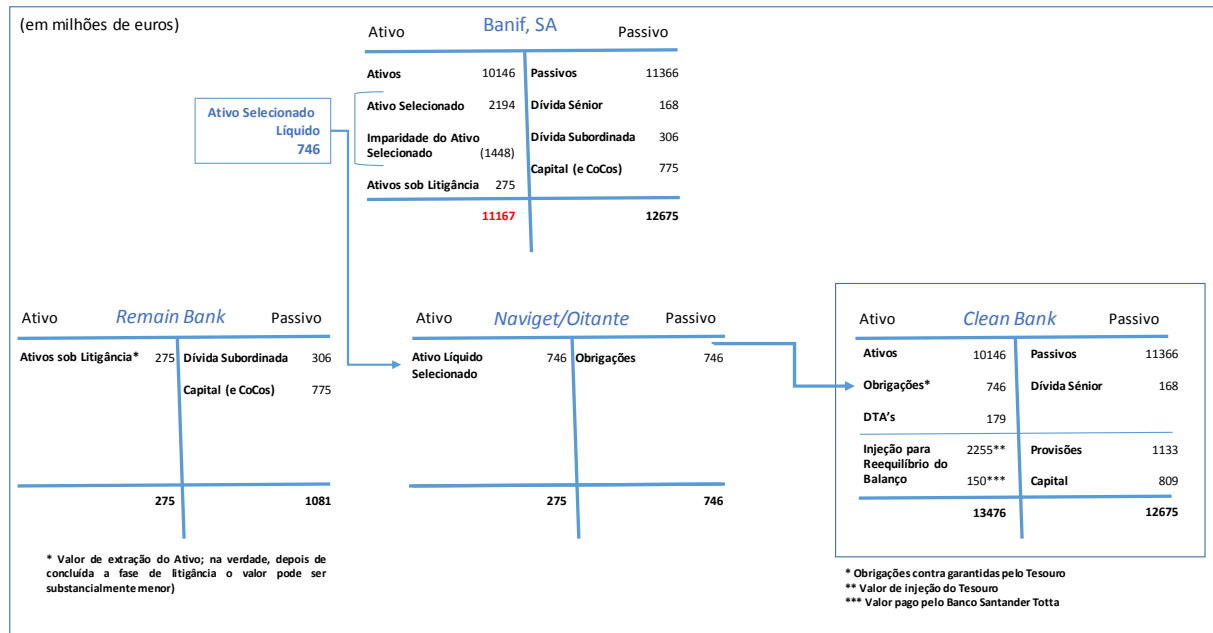 (em milhões de euros)
Ativo Banif, SA Passivo
Ativos 10146 Passivos 11366
Ativo Selecionado 2194 Dívida Sénior 168
Imparidade do Ativo
Selecionado (1448) Dívida Subordinada 306
Ativos sob Litigância 275 Capital (e CoCos) 775
11167 12675
Ativo Selecionado
Líquido
746
Ativo Remain Bank Passivo
Ativos sob Litigância* 275 Dívida Subordinada 306
Capital (e CoCos) 775
275 1081
* Valor de extração do Ativo; na verdade, depois de
concluída a fase de litigância o valor pode ser
substancialmente menor)
Ativo Naviget/Oitante Passivo
Ativo Líquido 746 Obrigações 746
Selecionado
275 746
Ativo Clean Bank Passivo
Ativos 10146 Passivos 11366
Obrigações* 746 Dívida Sénior 168
DTA's 179
Injeção para 2255** Provisões 1133
Reequilíbrio do
Balanço 150*** Capital 809
13476 12675
* Obrigações contra garantidas pelo Tesouro
** Valor de injeção do Tesouro
*** Valor pago pelo Banco Santander Totta